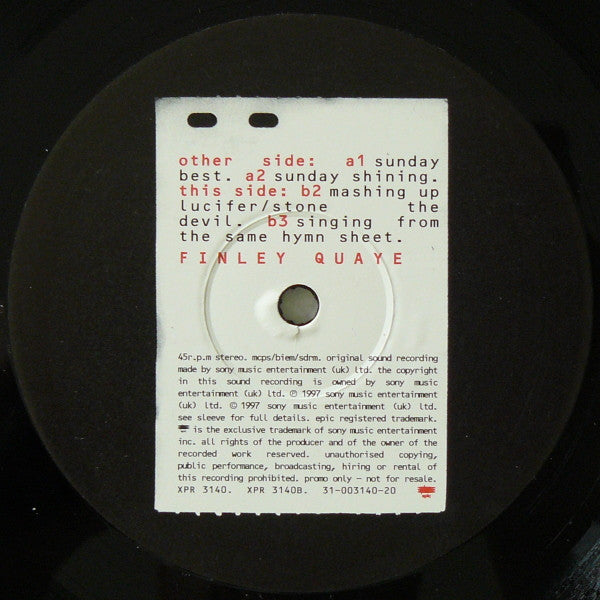 other side: a1 sunday
best. a2 sunday shining.
this side: b2 mashing up
lucifer/stone the
devil. b3 singing from
the same hymn sheet.
FINLEY QUAYE
45r.p.m stereo. mcps/biem/sdrm. original sound recording
made by sony music entertainment (uk) ltd. the copyright
in this sound recording is owned by sony music
entertainment (uk) ltd. ℗ 1997 sony music entertainment
(uk) ltd. © 1997 sony music entertainment (uk) ltd.
see sleeve for full details. epic registered trademark.
is the exclusive trademark of sony music entertainment
inc. all rights of the producer and of the owner of the
recorded work reserved. unauthorised copying,
public performance, broadcasting, hiring or rental of
this recording prohibited. promo only - not for resale.
XPR 3140. XPR 3140B. 31-003140-20
epic